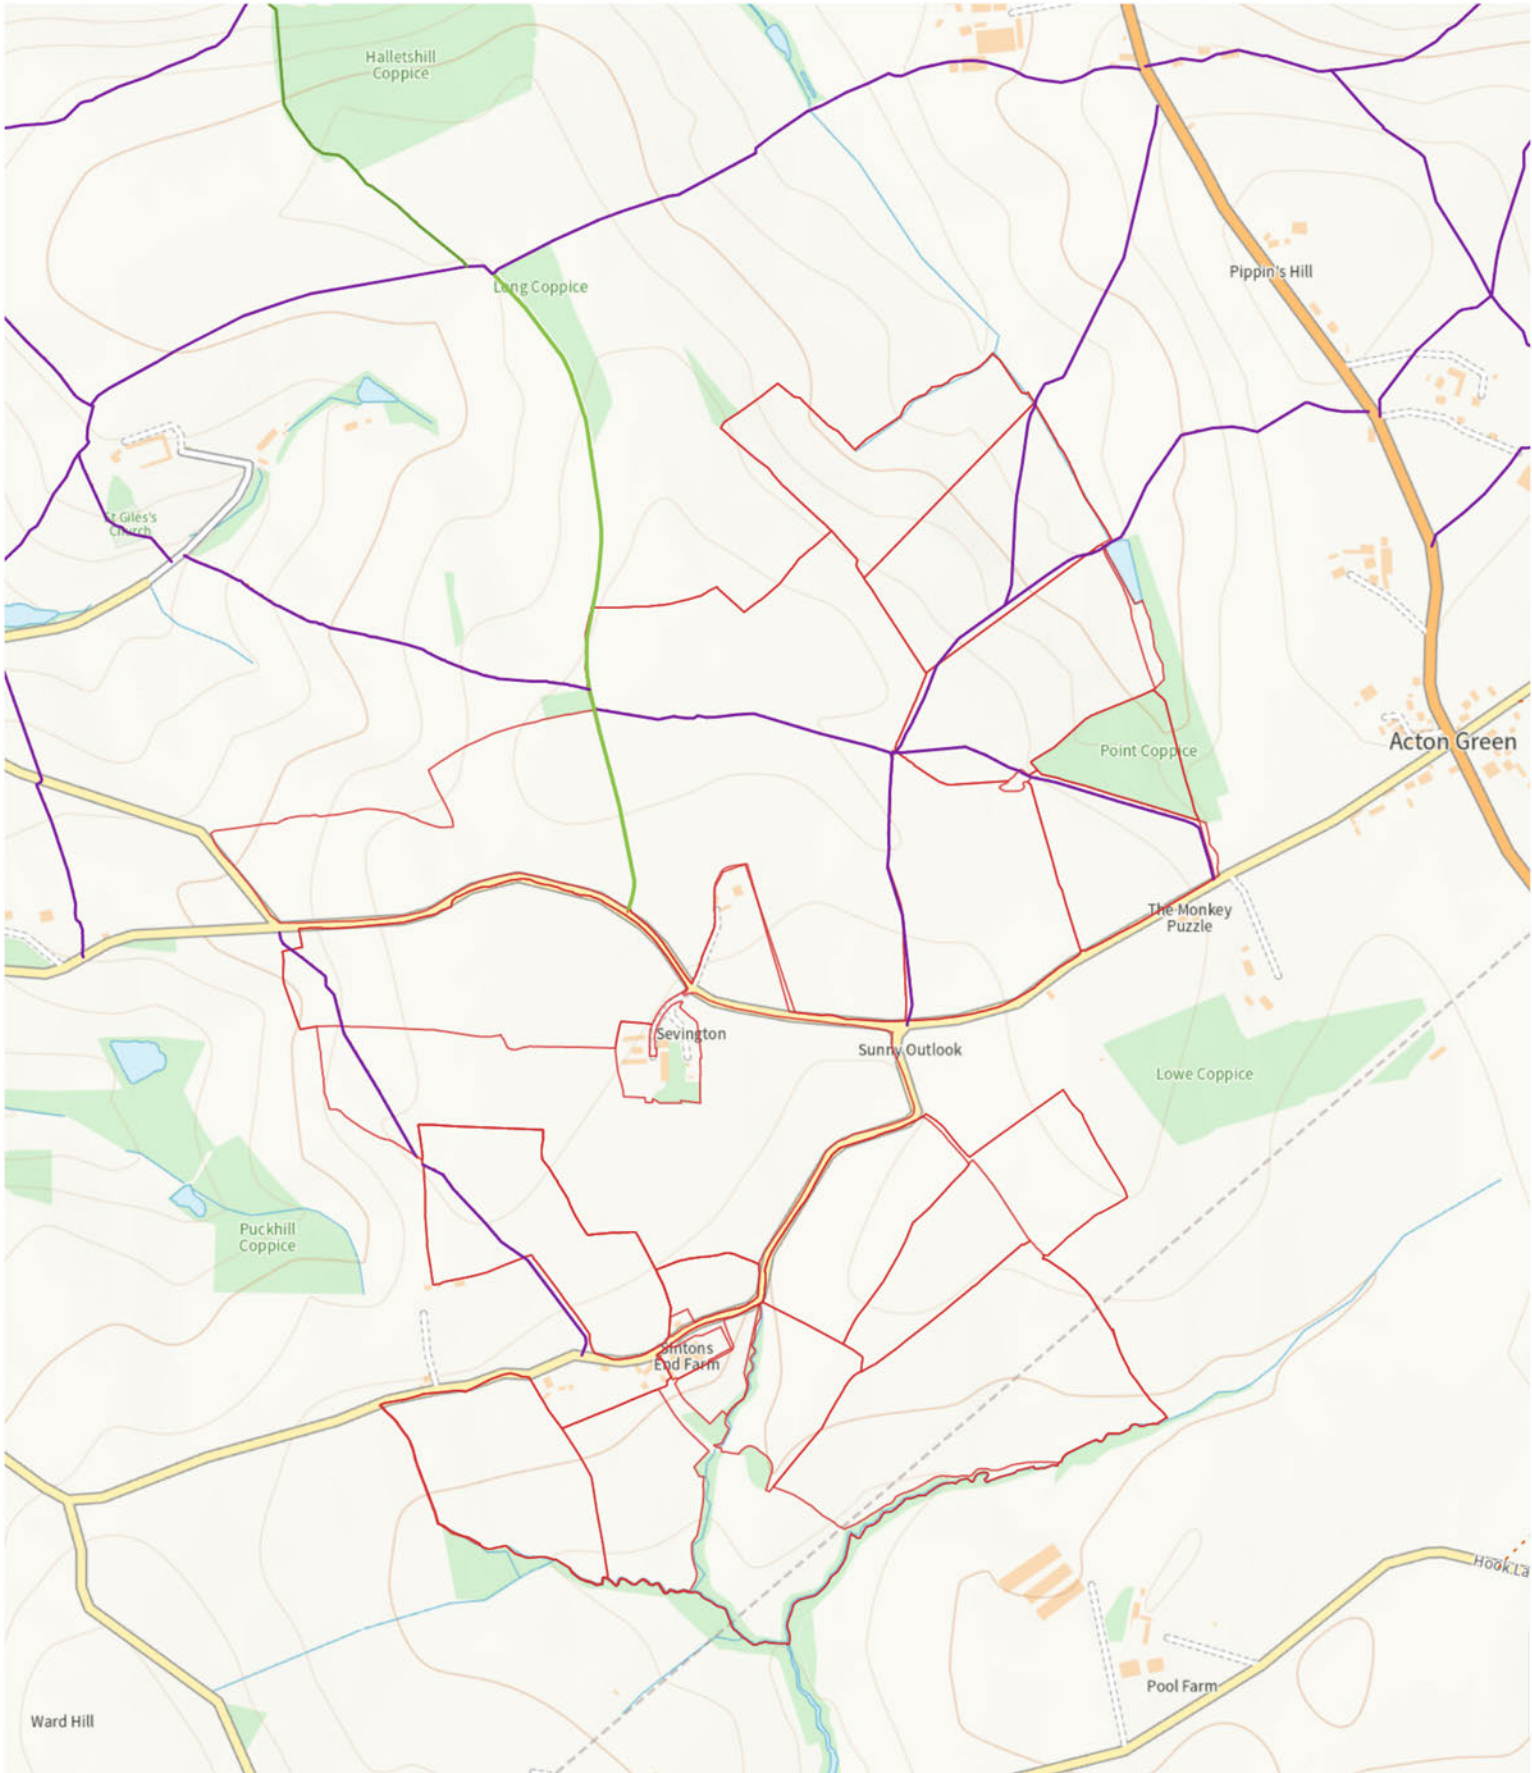 Halletshill
Coppice
Pippin's Hill
Long Coppice
St Giles's
Church
Acton Green
Point Coppice
The Monkey
Puzzle
Sevington
Sunny Outlook
Lowe Coppice
Puckhill
Coppice
Sintons
End Farm
Hook La
Pool Farm
Ward Hill